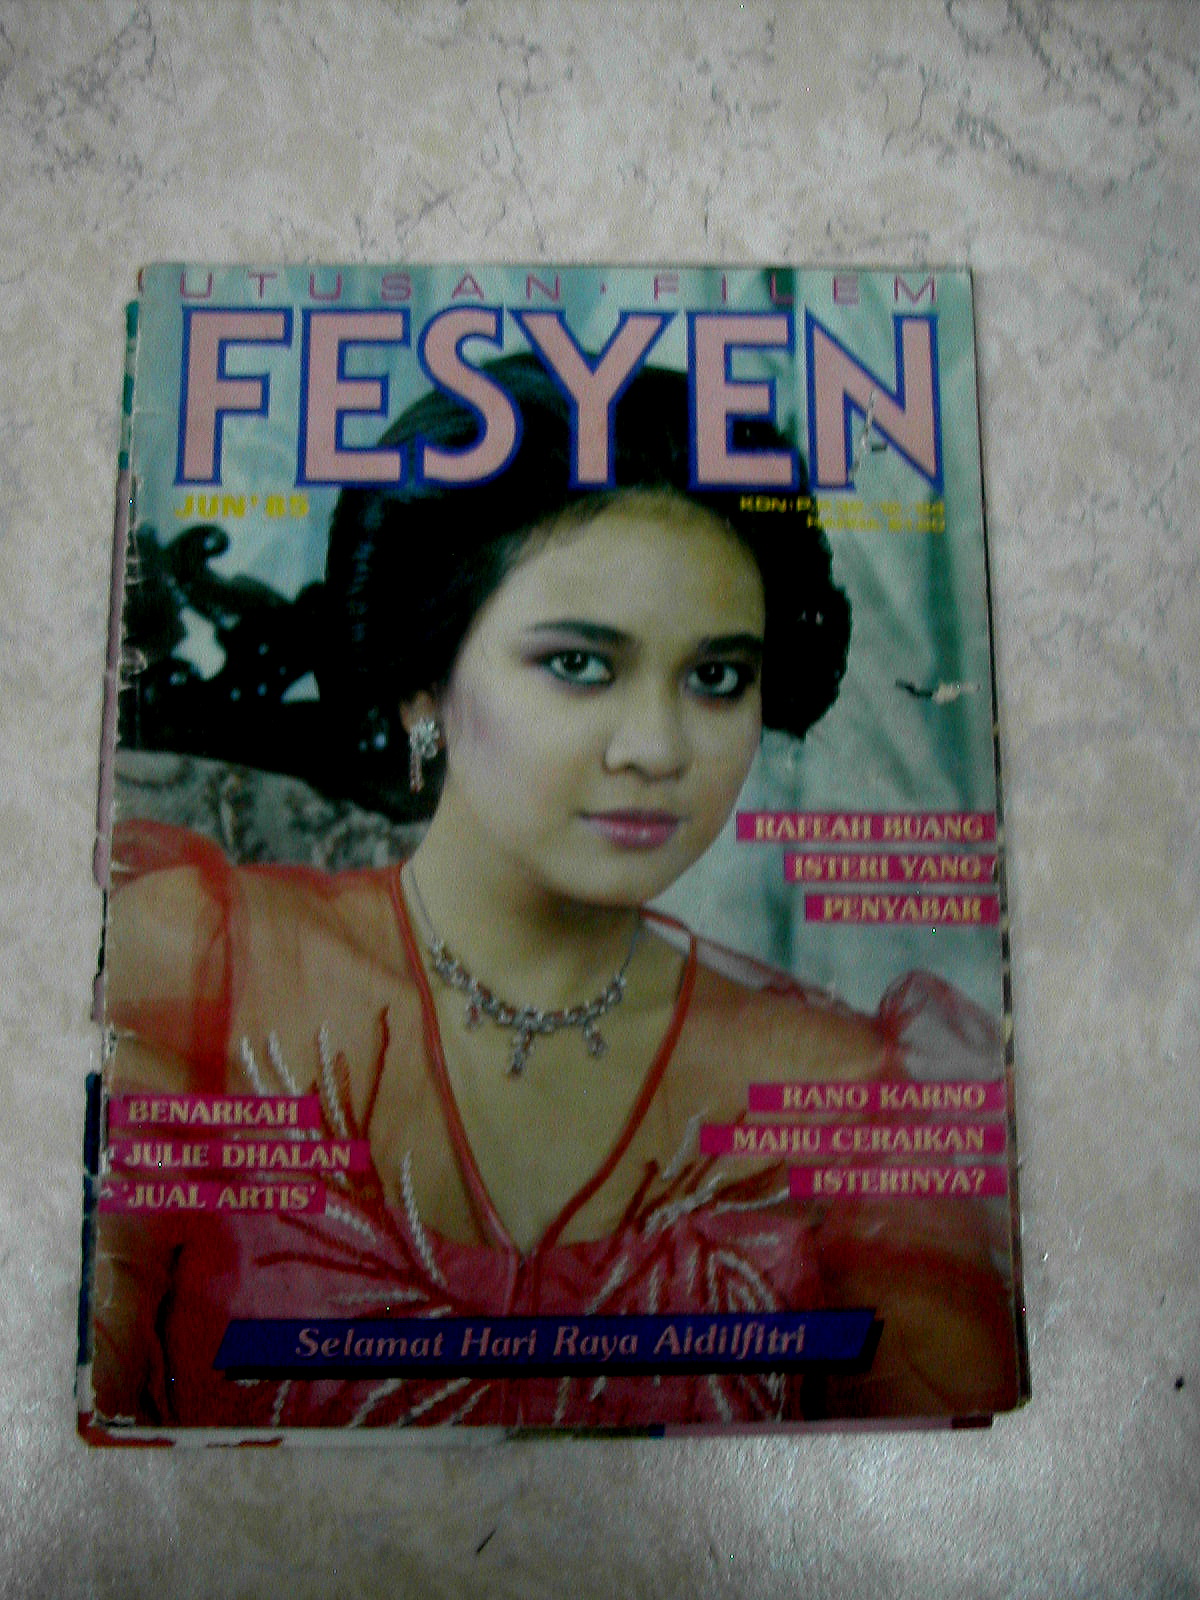 UTUSAN · FILEM
FESYEN
JUN'85
RAFEAH BUANG
ISTERI YANG
PENYABAR
BENARKAH
JULIE DHALAN
'JUAL ARTIS'
RANO KARNO
MAHU CERAIKAN
ISTERINYA?
Selamat Hari Raya Aidilfitri